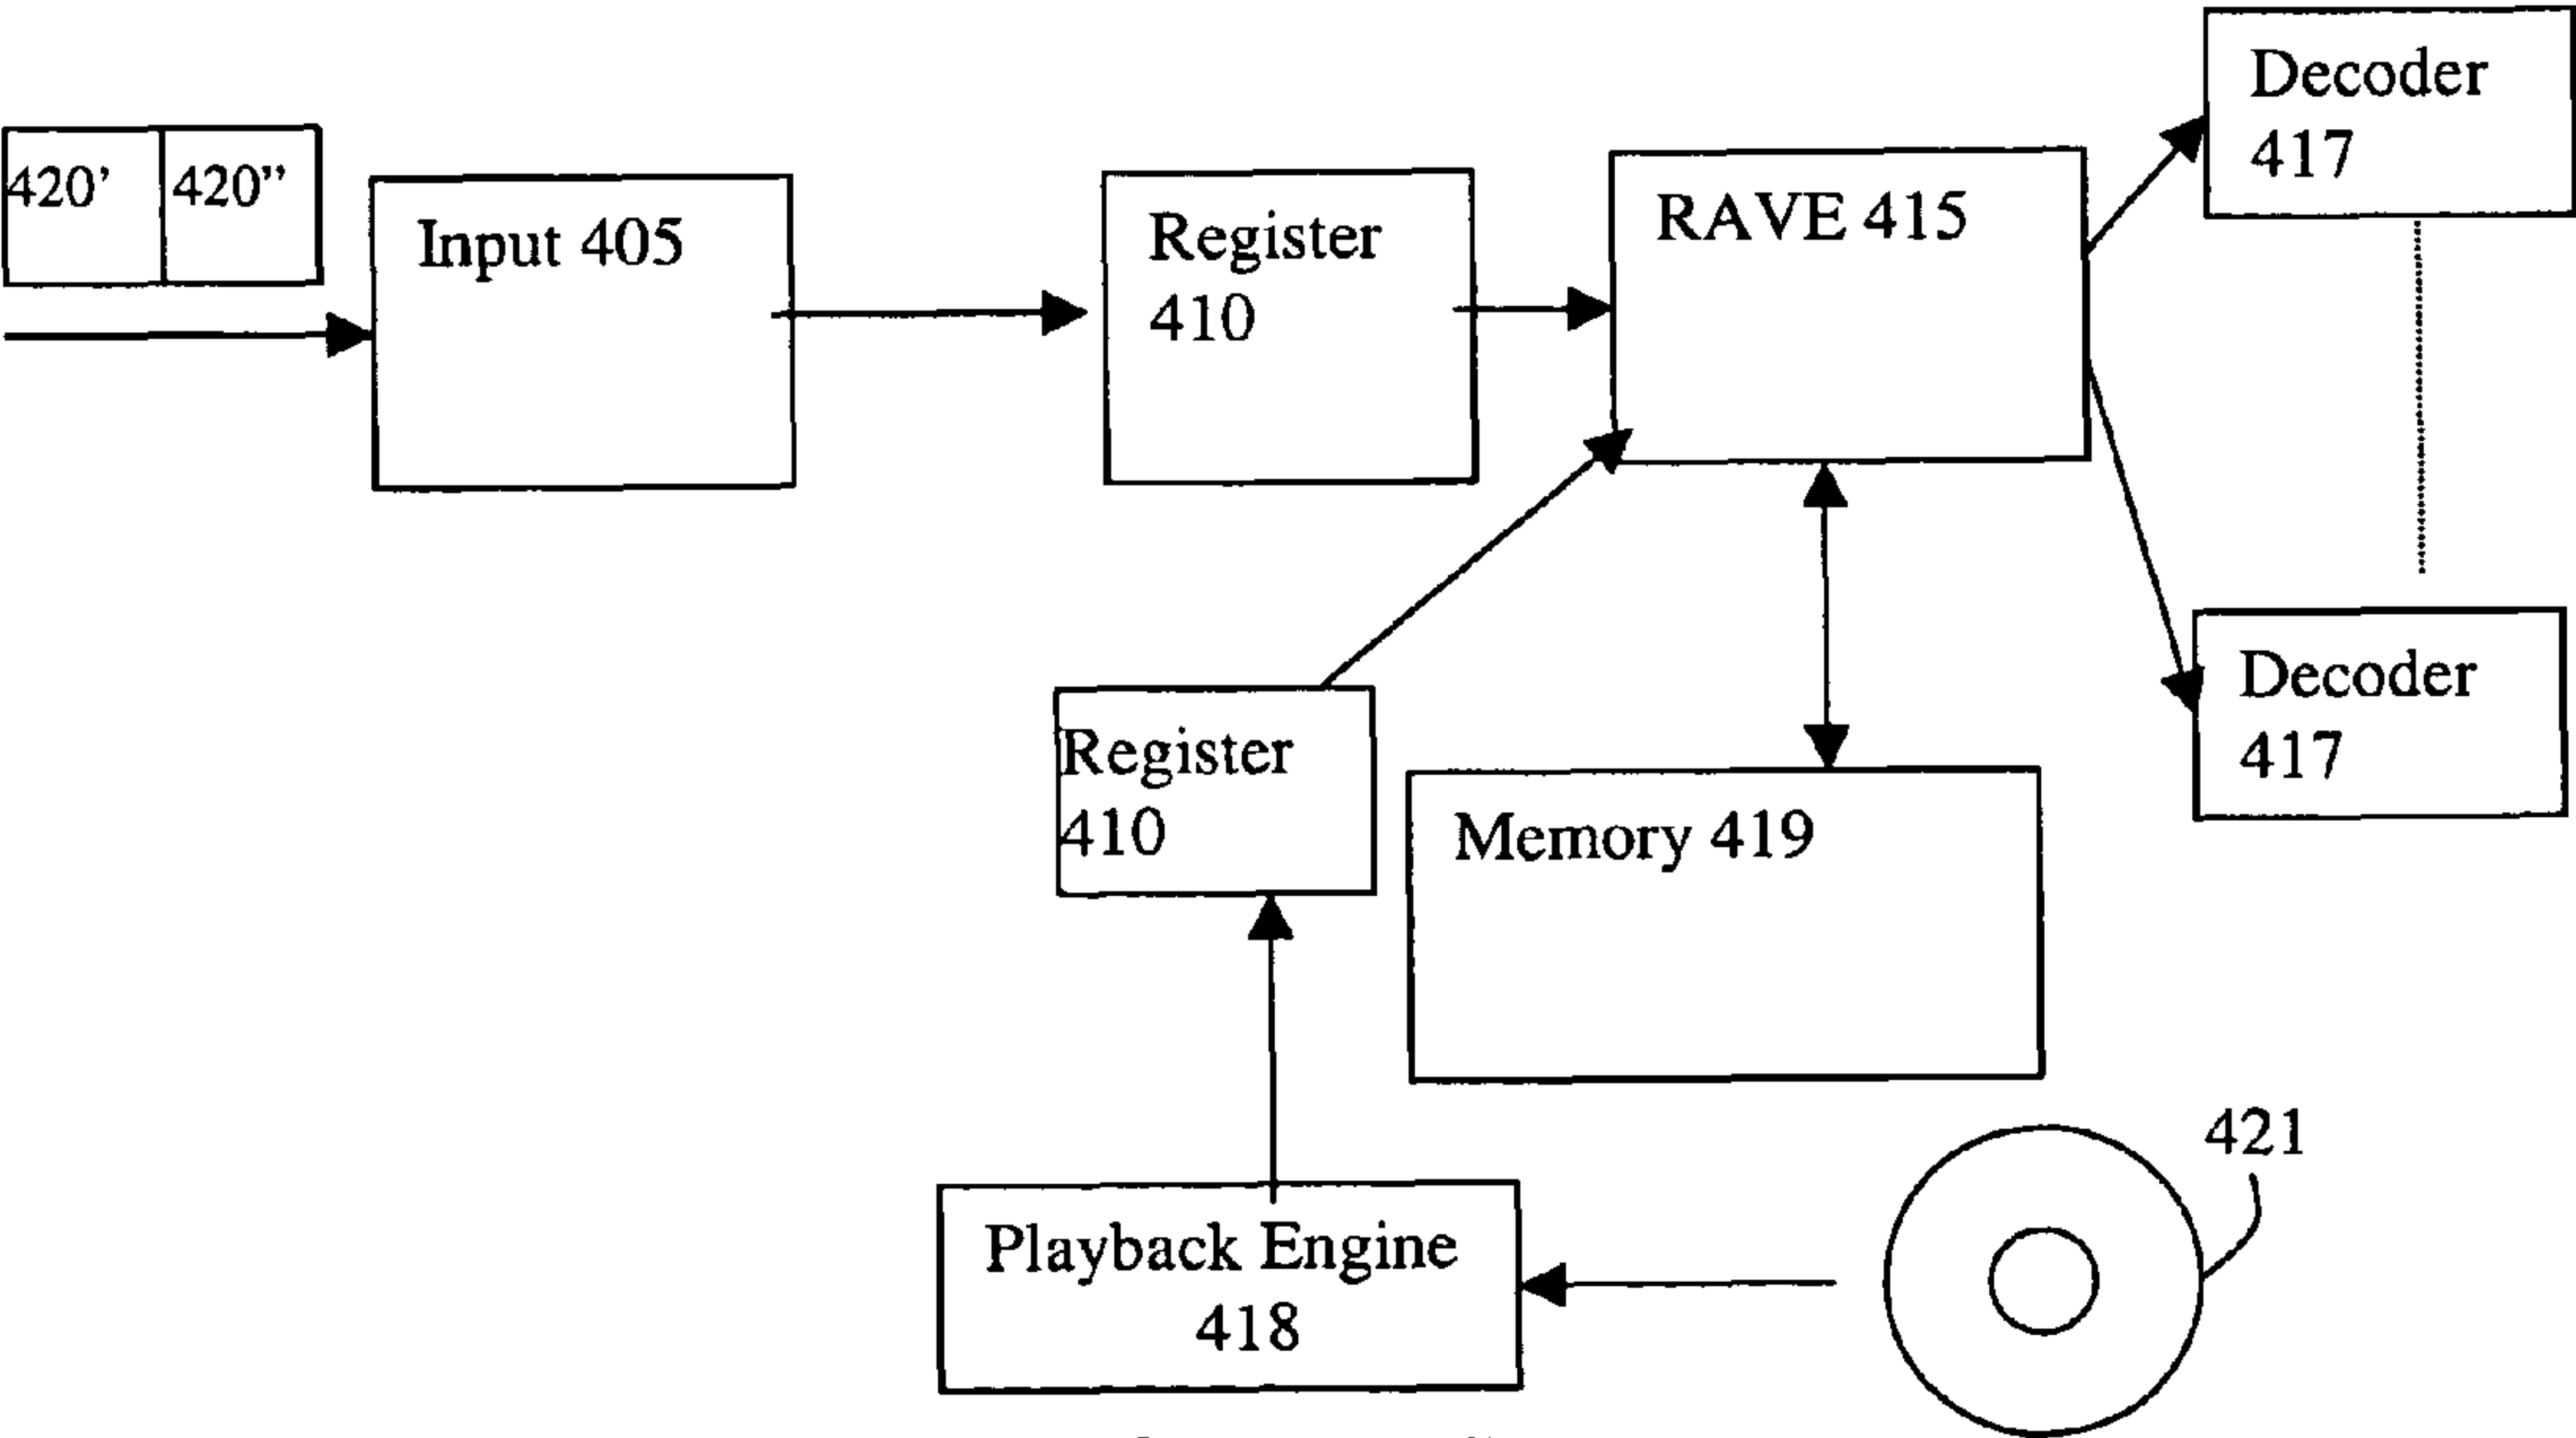 Decoder
417
420’ 420”
Input 405
Register
410
RAVE 415
Register
410
Decoder
417
Memory 419
421
Playback Engine
418